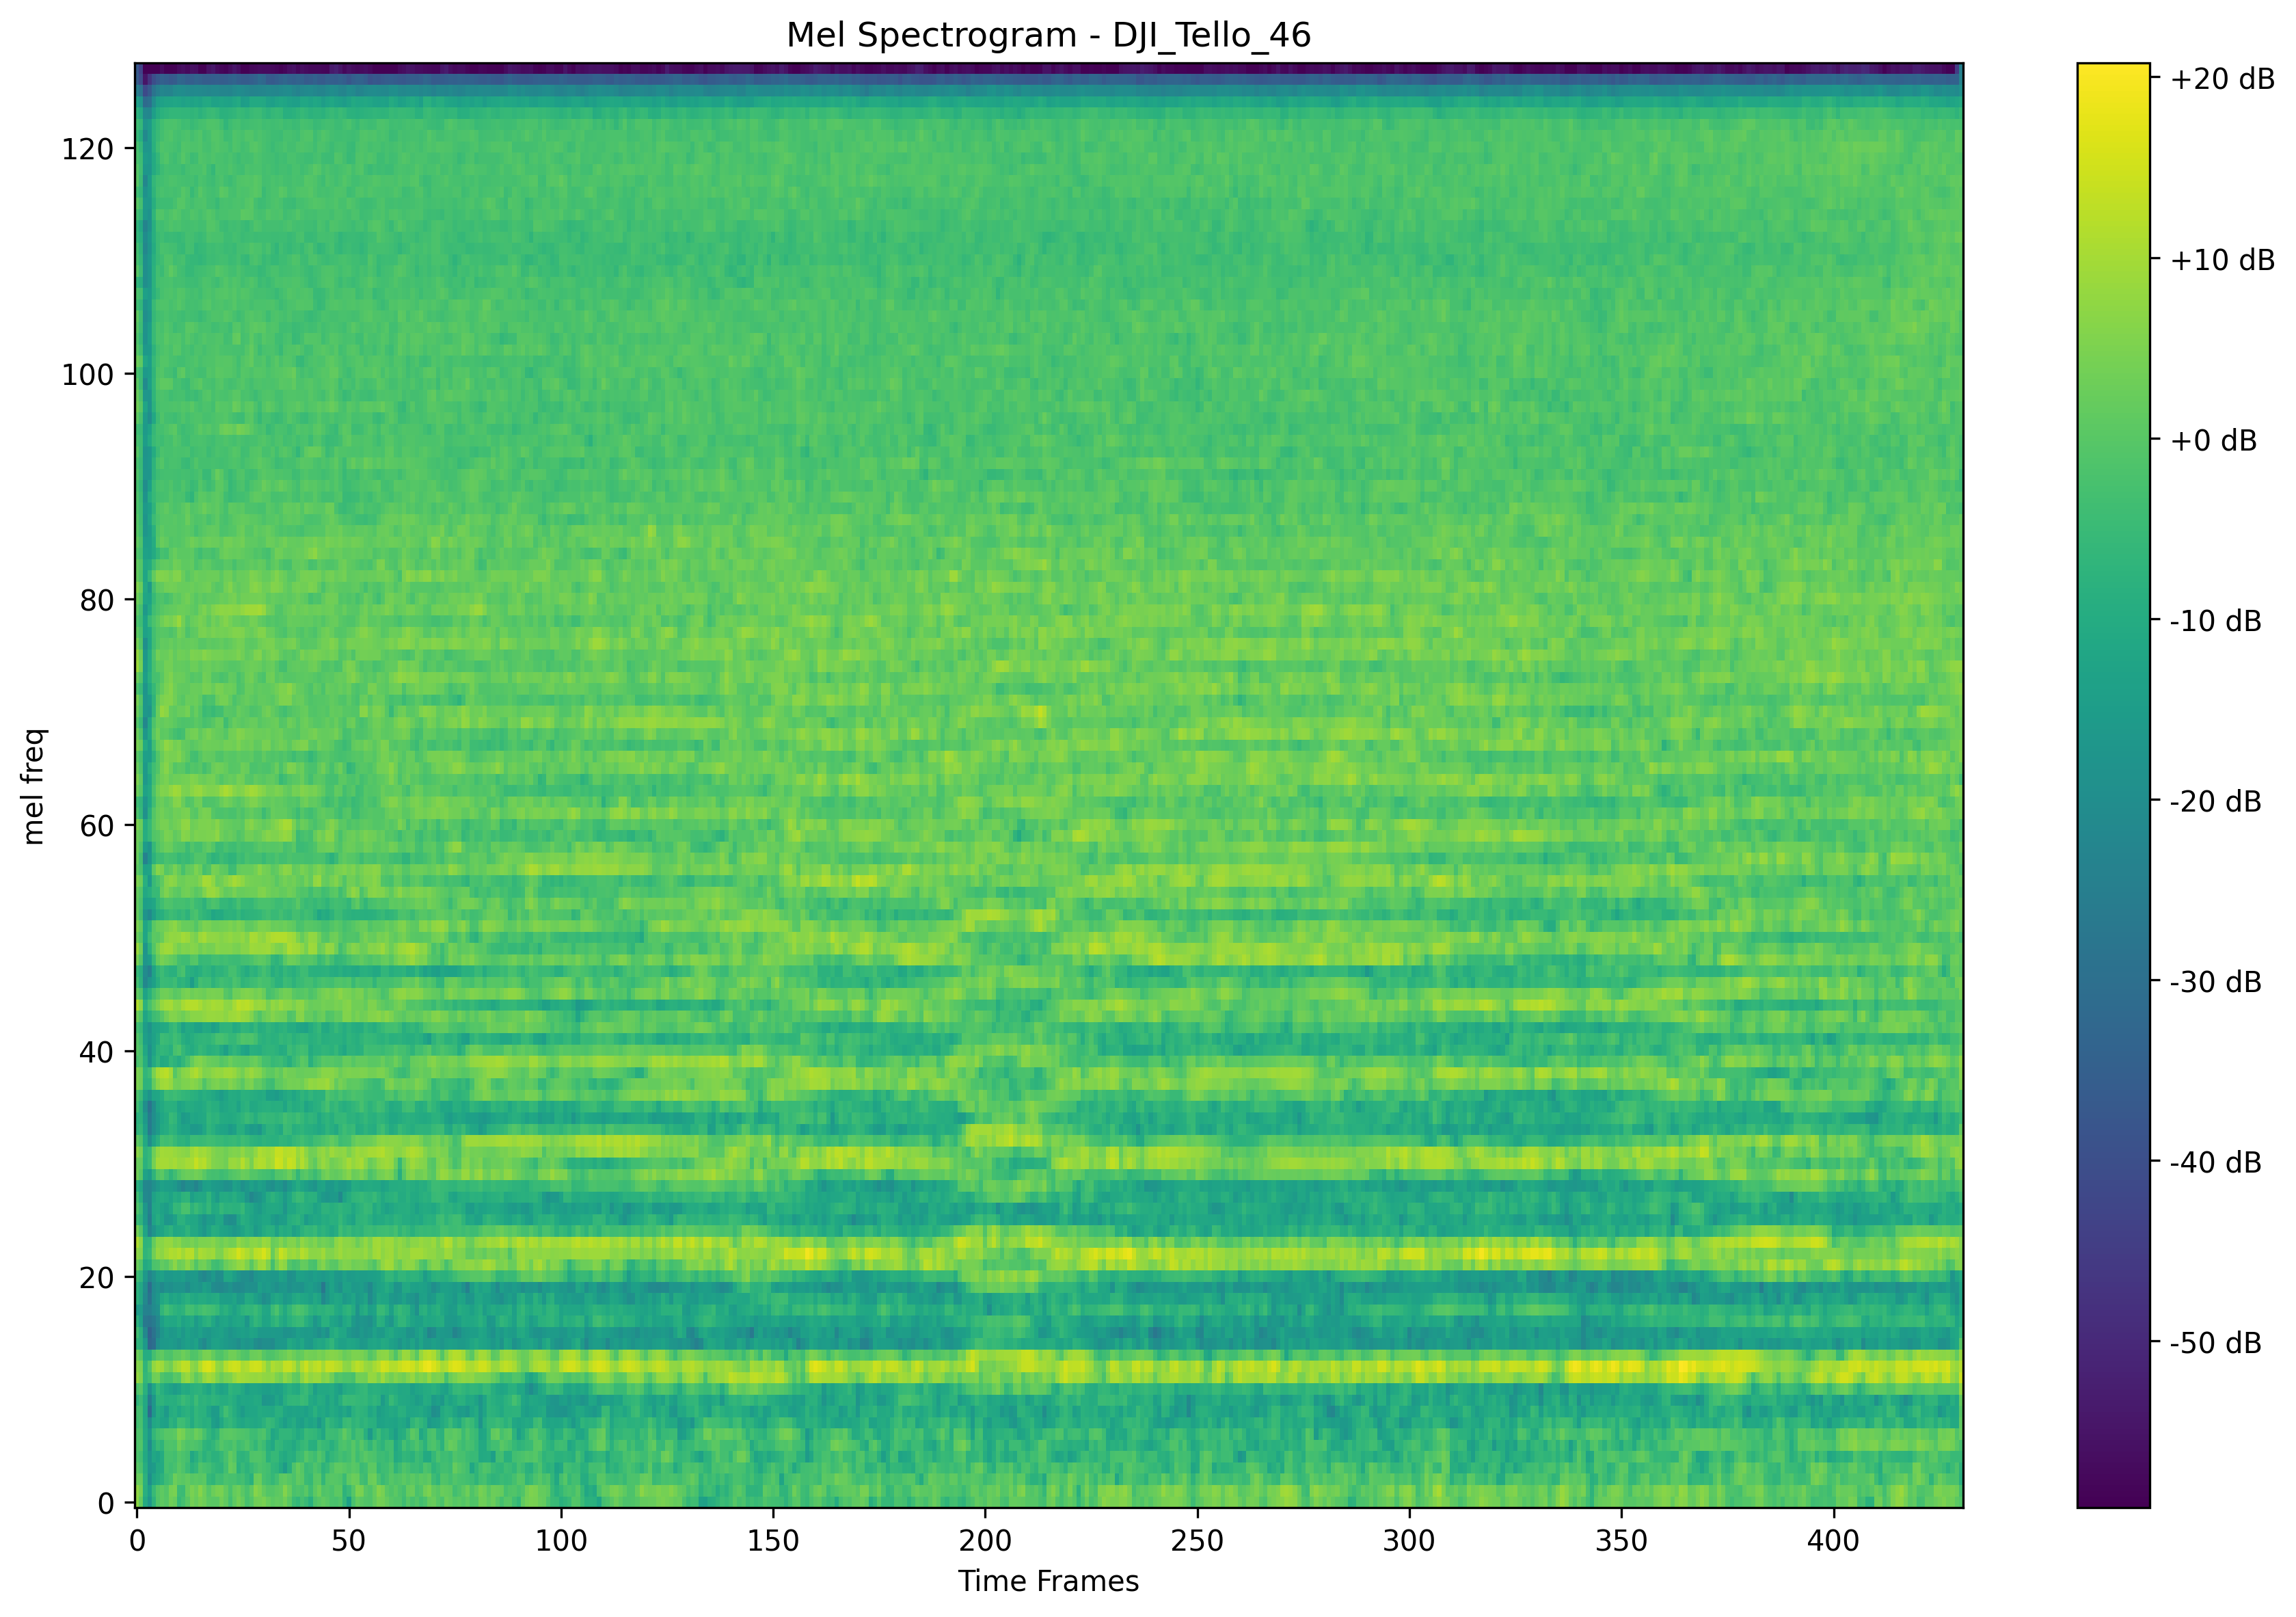 Mel Spectrogram - DJI_Tello_46
mel freq
120
100
80
60
40
20
0
0 50 100 150 200 250 300 350 400
Time Frames
+20 dB
+10 dB
+0 dB
-10 dB
-20 dB
-30 dB
-40 dB
-50 dB